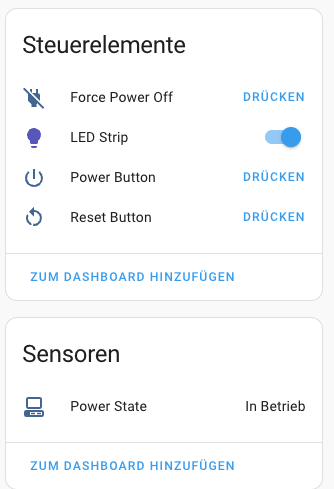 Steuerelemente
Force Power Off DRÜCKEN
LED Strip
Power Button DRÜCKEN
Reset Button DRÜCKEN
ZUM DASHBOARD HINZUFÜGEN
Sensoren
Power State In Betrieb
ZUM DASHBOARD HINZUFÜGEN